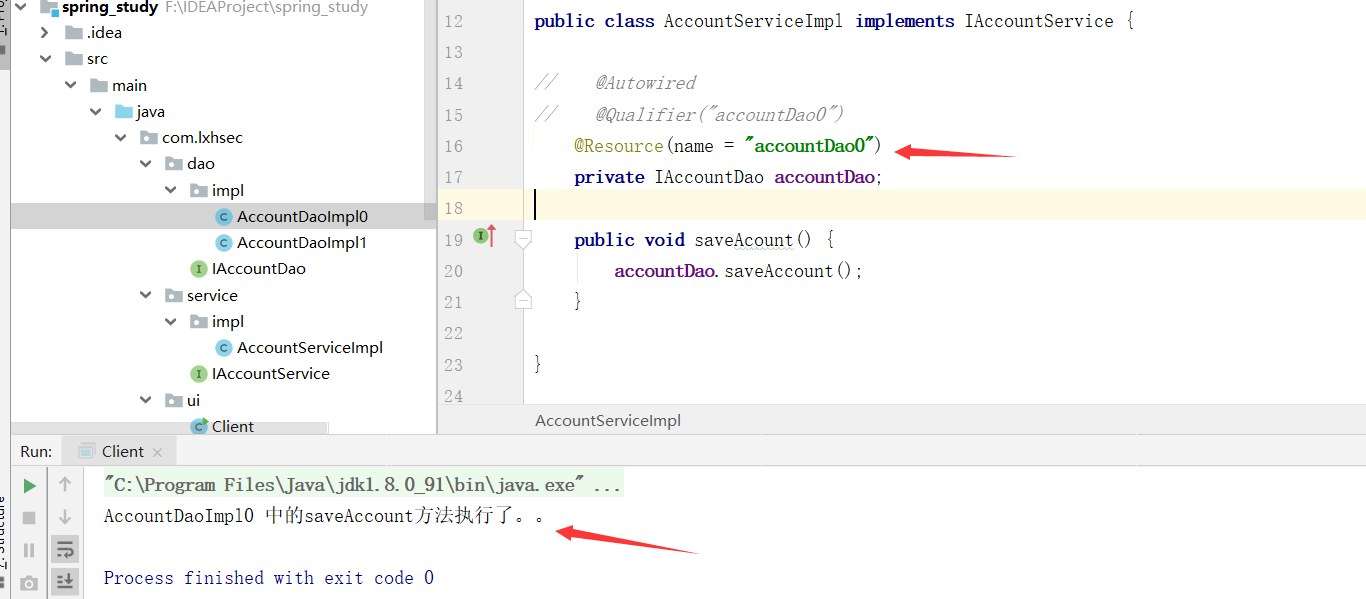 spring_study F:\IDEAProject\spring_study
.idea
src
main
java
com.lxhsec
dao
impl
AccountDaoImpl0
AccountDaoImpl1
IAccountDao
service
impl
AccountServiceImpl
IAccountService
ui
Client
12 public class AccountServiceImpl implements IAccountService {
13
14 // @Autowired
15 // @Qualifier("accountDao0")
16 @Resource(name = "accountDao0")
17 private IAccountDao accountDao;
18
19 public void saveAcount() {
20 accountDao.saveAccount();
21 }
22
23 }
24
AccountServiceImpl
Run: Client
"C:\Program Files\Java\jdk1.8.0_91\bin\java.exe" ...
AccountDaoImpl0 中的saveAccount方法执行了。。
Process finished with exit code 0